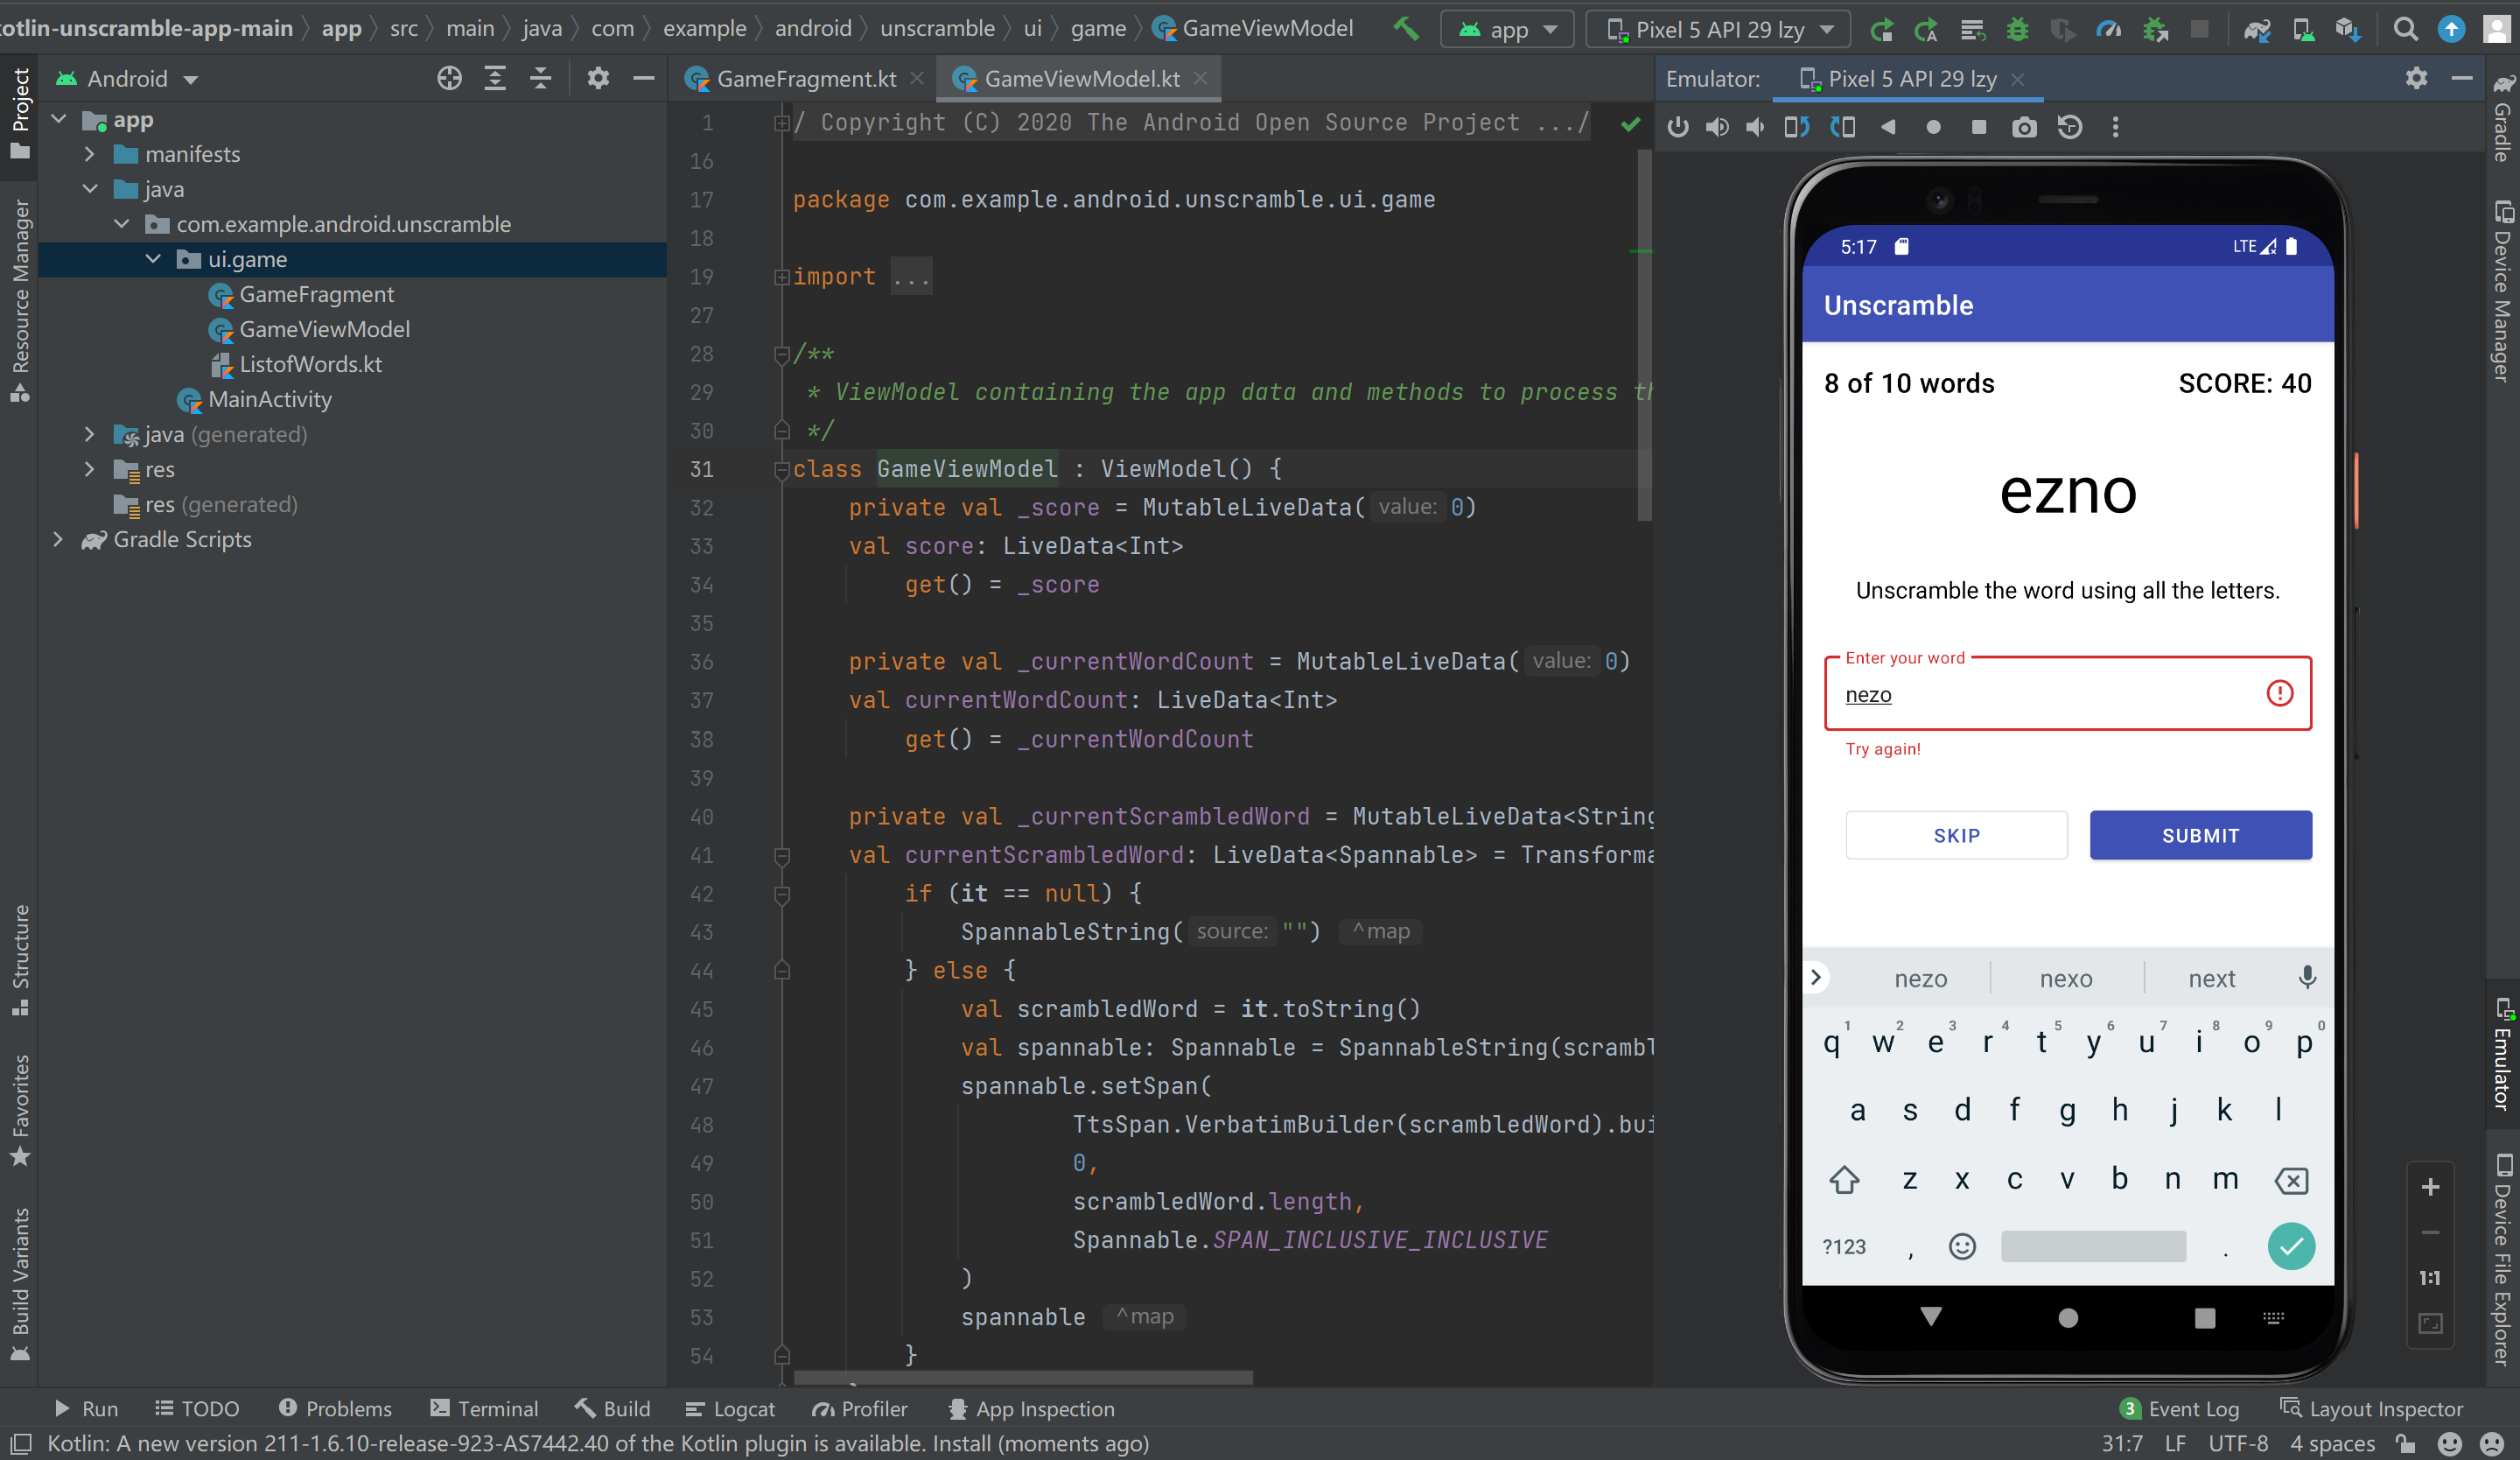 kotlin-unscramble-app-main app src main java com example android unscramble ui game GameViewModel app Pixel 5 API 29 lzy
Project
Resource Manager
Structure
Favorites
Build Variants
Android
app
manifests
java
com.example.android.unscramble
ui.game
GameFragment
GameViewModel
ListofWords.kt
MainActivity
java (generated)
res
res (generated)
Gradle Scripts
GameFragment.kt GameViewModel.kt
1 / Copyright (C) 2020 The Android Open Source Project .../
16
17 package com.example.android.unscramble.ui.game
18
19 import ...
27
28 /**
29 * ViewModel containing the app data and methods to process th
30 */
31 class GameViewModel : ViewModel() {
32 private val _score = MutableLiveData( value: 0)
33 val score: LiveData<Int>
34 get() = _score
35
36 private val _currentWordCount = MutableLiveData( value: 0)
37 val currentWordCount: LiveData<Int>
38 get() = _currentWordCount
39
40 private val _currentScrambledWord = MutableLiveData<String
41 val currentScrambledWord: LiveData<Spannable> = Transforma
42 if (it == null) {
43 SpannableString( source: "") ^map
44 } else {
45 val scrambledWord = it.toString()
46 val spannable: Spannable = SpannableString(scrambl
47 spannable.setSpan(
48 TtsSpan.VerbatimBuilder(scrambledWord).bui
49 0,
50 scrambledWord.length,
51 Spannable.SPAN_INCLUSIVE_INCLUSIVE
52 )
53 spannable ^map
54 }
Emulator: Pixel 5 API 29 lzy
5:17 LTE
Unscramble
8 of 10 words SCORE: 40
ezno
Unscramble the word using all the letters.
Enter your word
nezo
Try again!
SKIP SUBMIT
nezo nexo next
1 2 3 4 5 6 7 8 9 0
q w e r t y u i o p
a s d f g h j k l
z x c v b n m
?123 , .
1:1
Gradle
Device Manager
Emulator
Device File Explorer
Run TODO Problems Terminal Build Logcat Profiler App Inspection 3 Event Log Layout Inspector
Kotlin: A new version 211-1.6.10-release-923-AS7442.40 of the Kotlin plugin is available. Install (moments ago) 31:7 LF UTF-8 4 spaces